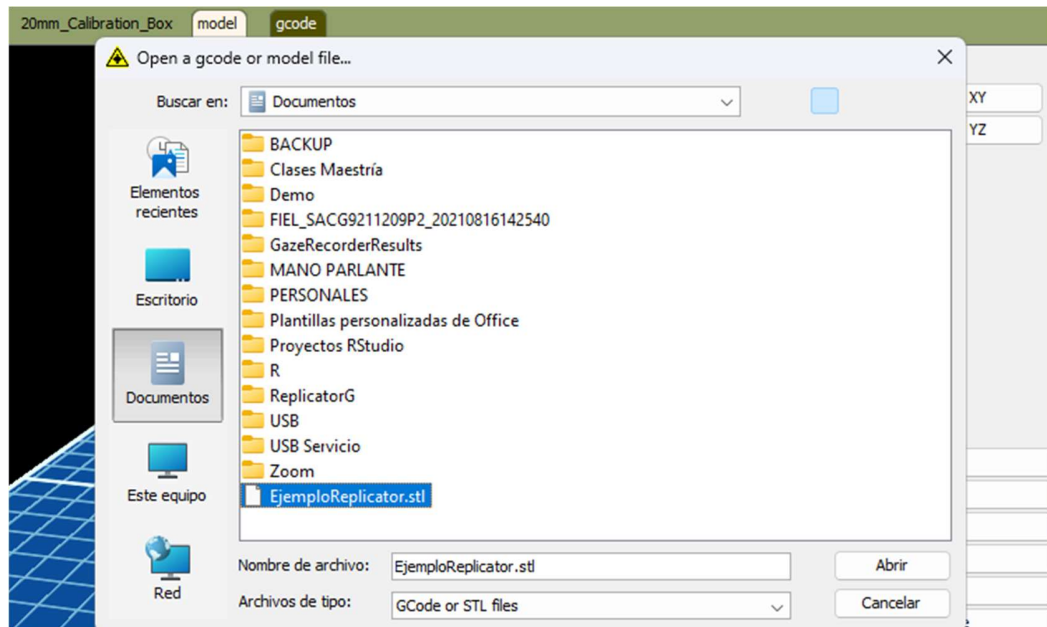 20mm_Calibration_Box model gcode
Open a gcode or model file...
Buscar en: Documentos
XY
YZ
Elementos
recientes
Escritorio
Documentos
Este equipo
Red
BACKUP
Clases Maestría
Demo
FIEL_SACG9211209P2_20210816142540
GazeRecorderResults
MANO PARLANTE
PERSONALES
Plantillas personalizadas de Office
Proyectos RStudio
R
ReplicatorG
USB
USB Servicio
Zoom
EjemploReplicator.stl
Nombre de archivo: EjemploReplicator.stl Abrir
Archivos de tipo: GCode or STL files Cancelar